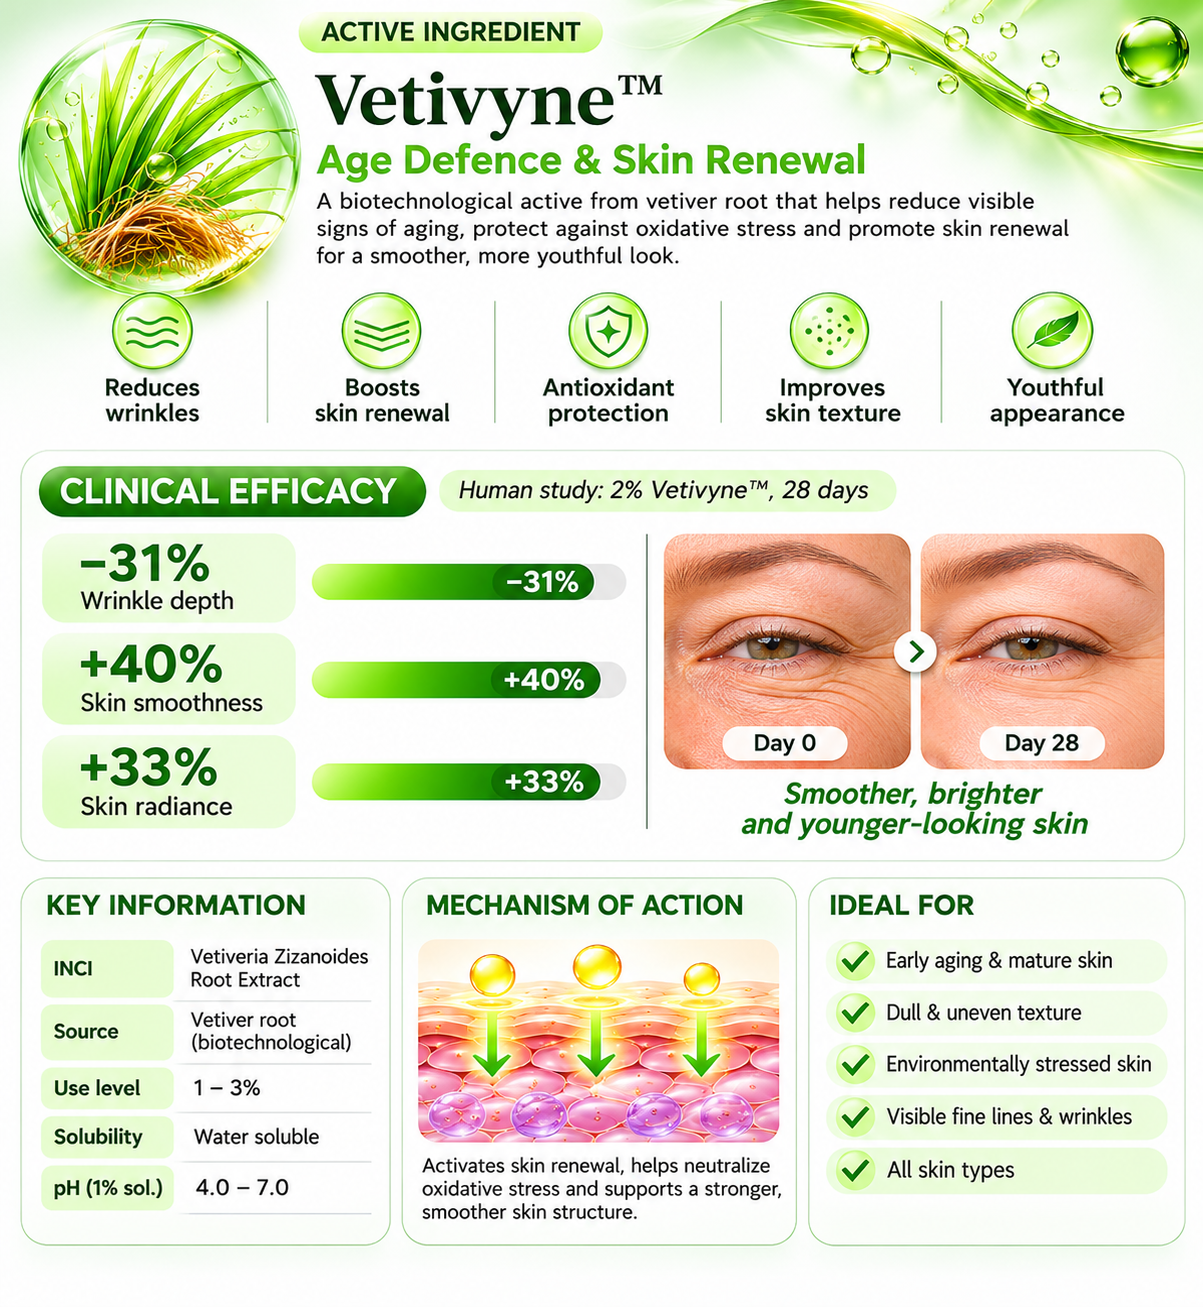 ACTIVE INGREDIENT
Vetivyne™
Age Defence & Skin Renewal
A biotechnological active from vetiver root that helps reduce visible
signs of aging, protect against oxidative stress and promote skin renewal
for a smoother, more youthful look.
Reduces
wrinkles
Boosts
skin renewal
Antioxidant
protection
Improves
skin texture
Youthful
appearance
CLINICAL EFFICACY
Human study: 2% Vetivyne™, 28 days
−31%
Wrinkle depth
−31%
+40%
Skin smoothness
+40%
+33%
Skin radiance
+33%
Day 0
Day 28
Smoother, brighter
and younger-looking skin
KEY INFORMATION
INCI
Vetiveria Zizanoides
Root Extract
Source
Vetiver root
(biotechnological)
Use level
1 – 3%
Solubility
Water soluble
pH (1% sol.)
4.0 – 7.0
MECHANISM OF ACTION
Activates skin renewal, helps neutralize
oxidative stress and supports a stronger,
smoother skin structure.
IDEAL FOR
Early aging & mature skin
Dull & uneven texture
Environmentally stressed skin
Visible fine lines & wrinkles
All skin types